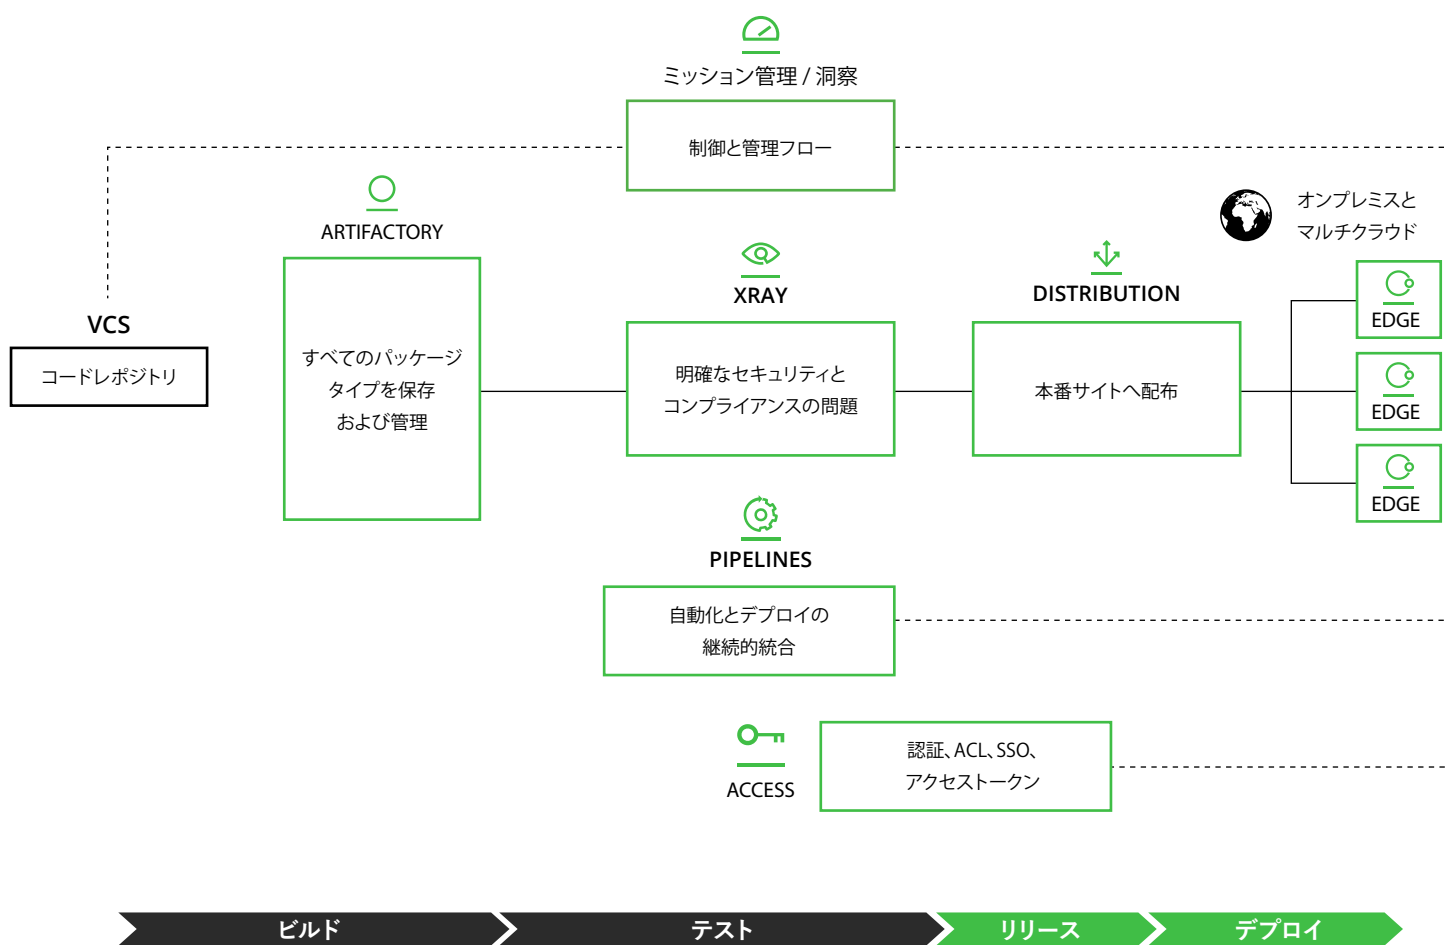 ミッション管理 / 洞察
制御と管理フロー
オンプレミスと
マルチクラウド
ARTIFACTORY
XRAY
DISTRIBUTION
VCS
コードレポジトリ
すべてのパッケージ
タイプを保存
および管理
明確なセキュリティと
コンプライアンスの問題
本番サイトへ配布
EDGE
EDGE
EDGE
PIPELINES
自動化とデプロイの
継続的統合
ACCESS
認証、ACL、SSO、
アクセストークン
ビルド
テスト
リリース
デプロイ